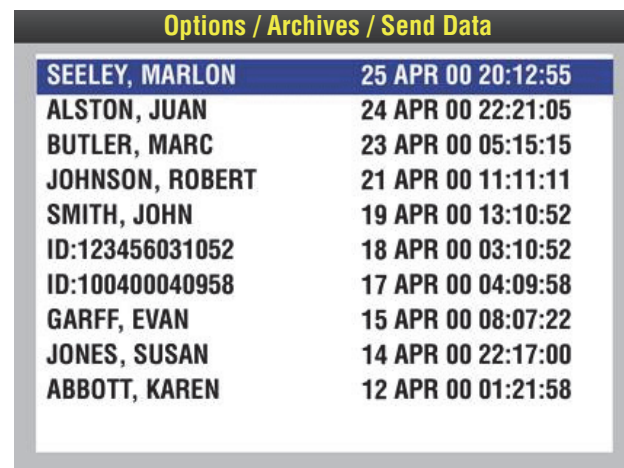 Options / Archives / Send Data
SEELEY, MARLON 25 APR 00 20:12:55
ALSTON, JUAN 24 APR 00 22:21:05
BUTLER, MARC 23 APR 00 05:15:15
JOHNSON, ROBERT 21 APR 00 11:11:11
SMITH, JOHN 19 APR 00 13:10:52
ID:123456031052 18 APR 00 03:10:52
ID:100400040958 17 APR 00 04:09:58
GARFF, EVAN 15 APR 00 08:07:22
JONES, SUSAN 14 APR 00 22:17:00
ABBOTT, KAREN 12 APR 00 01:21:58